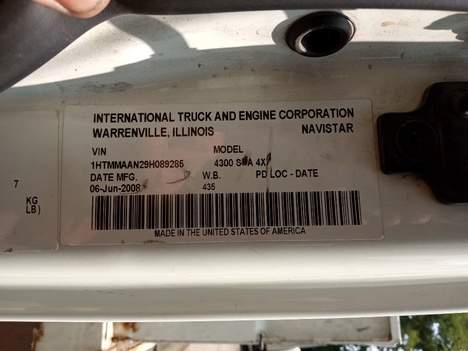 INTERNATIONAL TRUCK AND ENGINE CORPORATION
WARRENVILLE, ILLINOIS NAVISTAR
VIN MODEL
1HTMMAAN29H089285 4300 SBA 4X
DATE MFG. W.B. PD LOC - DATE
06-Jun-2008 435
MADE IN THE UNITED STATES OF AMERICA
7
KG
LB)